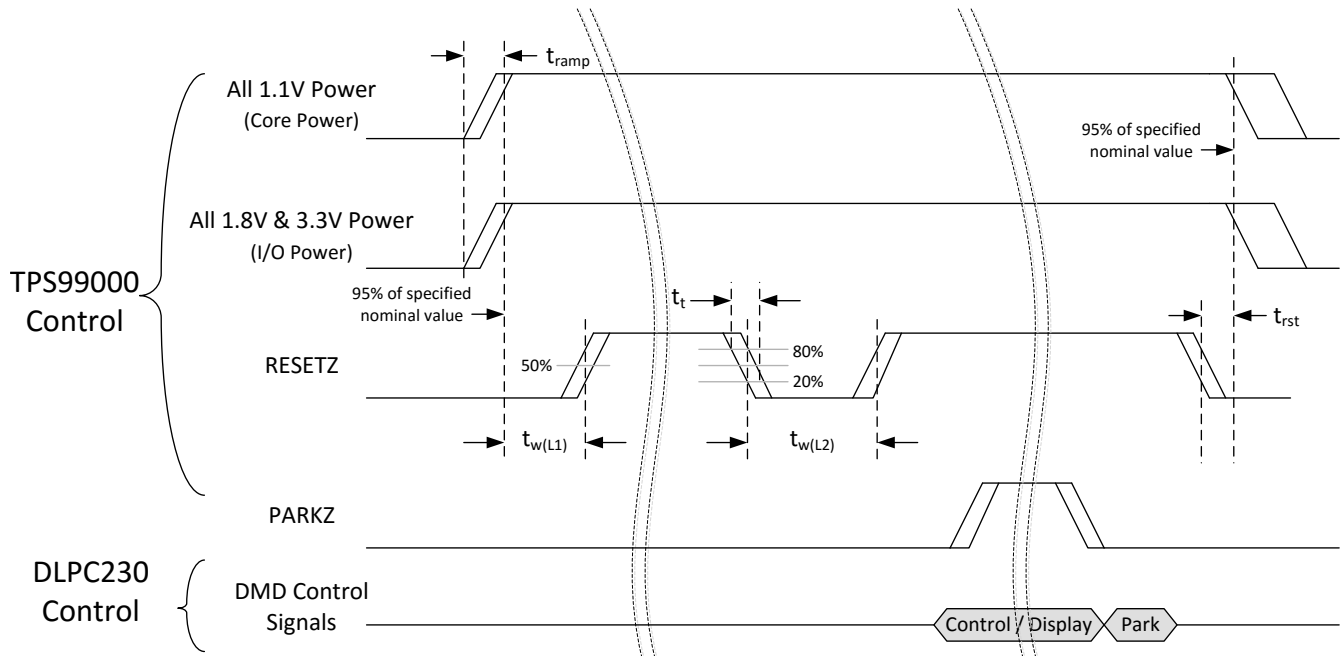 t_ramp
All 1.1V Power
(Core Power)
95% of specified
nominal value
All 1.8V & 3.3V Power
(I/O Power)
TPS99000
Control
95% of specified
nominal value
t_t
t_rst
RESETZ
50%
80%
20%
t_w(L1)
t_w(L2)
PARKZ
DLPC230
Control
DMD Control
Signals
Control / Display
Park